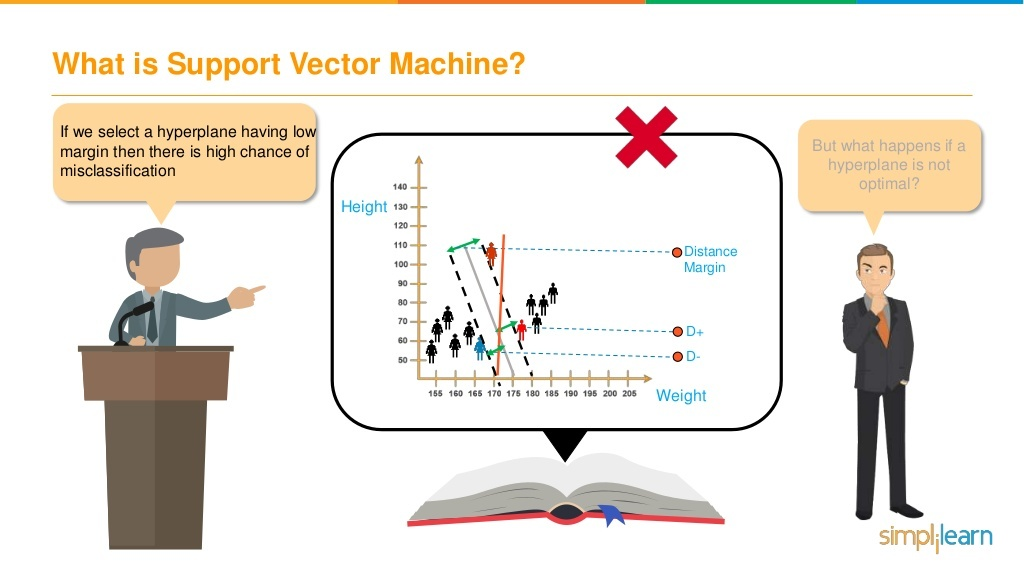 What is Support Vector Machine?
If we select a hyperplane having low
margin then there is high chance of
misclassification
But what happens if a
hyperplane is not
optimal?
Height
140
130
120
110
100
90
80
70
60
50
Distance
Margin
D+
D-
155 160 165 170 175 180 185 190 195 200 205
Weight
simplilearn